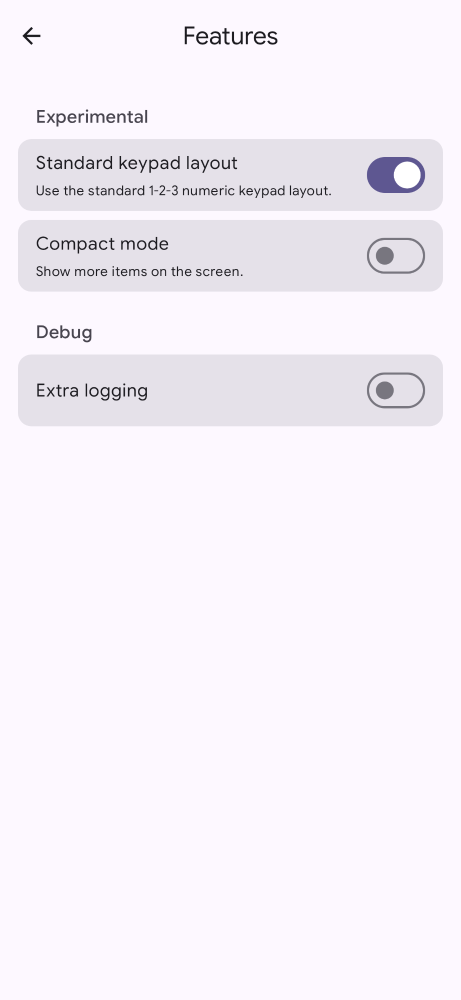 Features
Experimental
Standard keypad layout
Use the standard 1-2-3 numeric keypad layout.
Compact mode
Show more items on the screen.
Debug
Extra logging